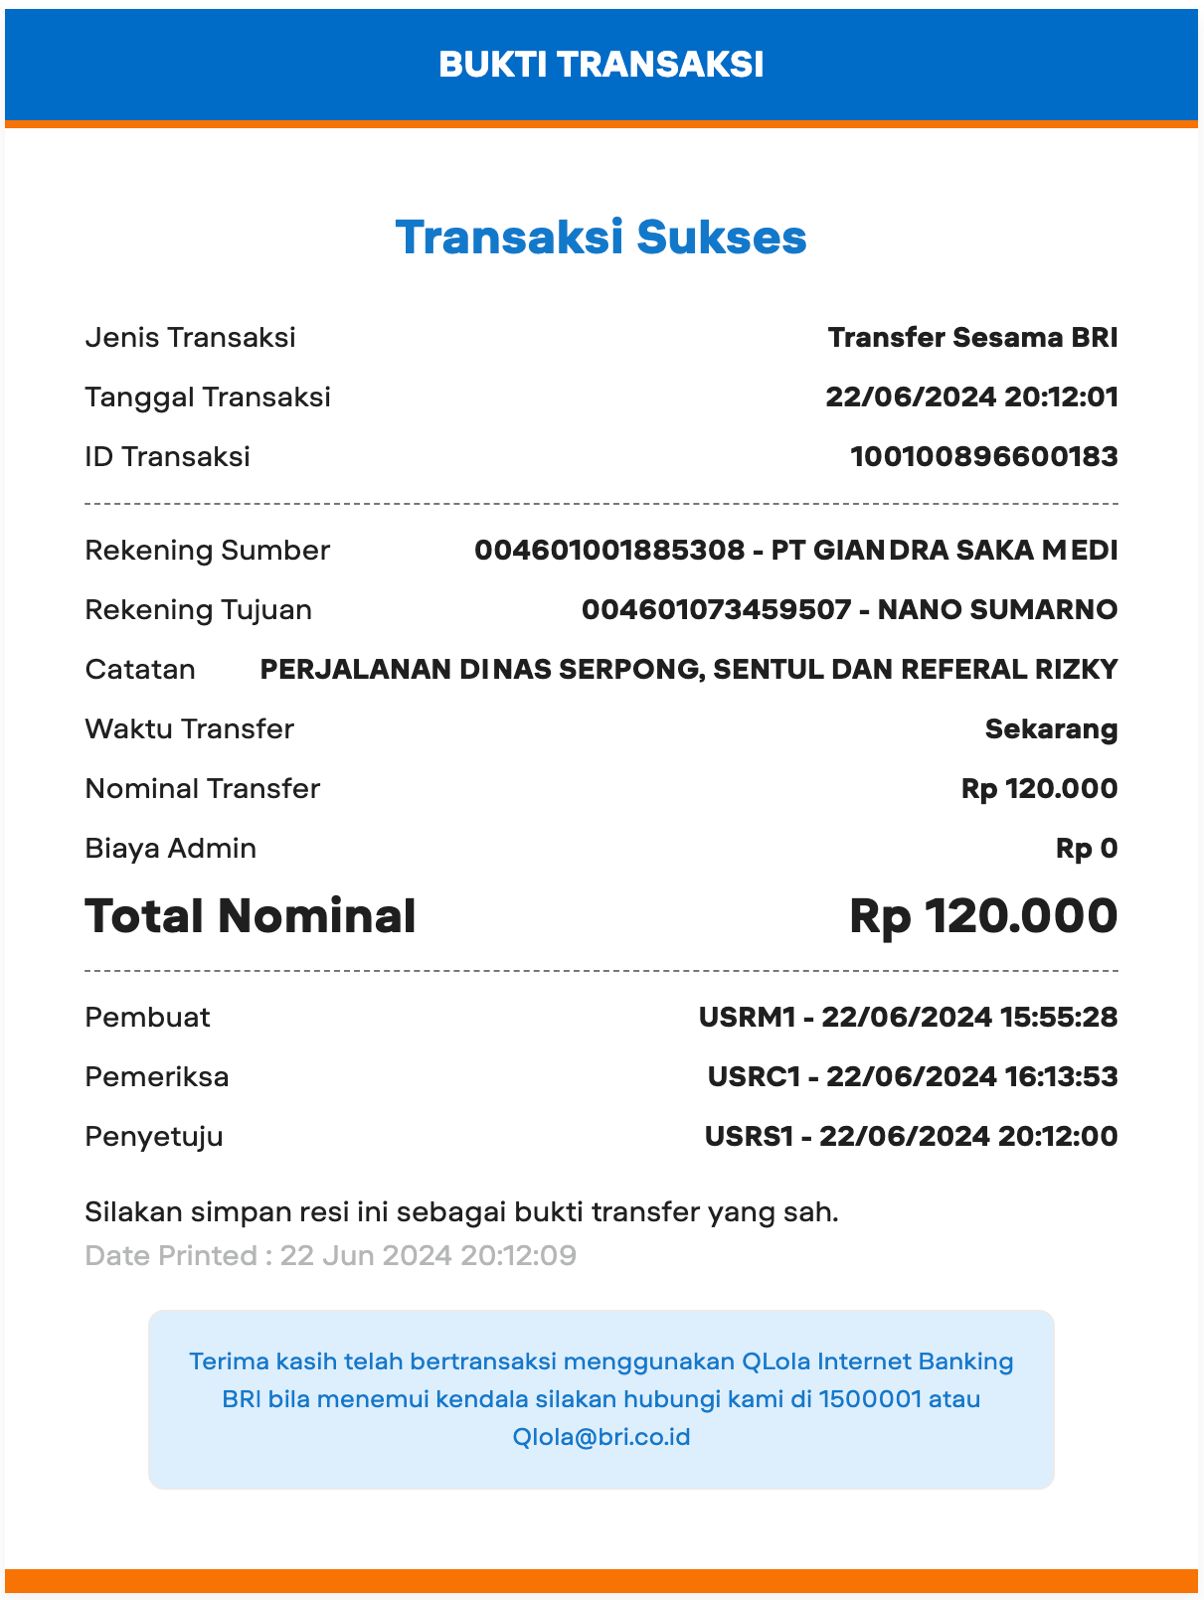 BUKTI TRANSAKSI
Transaksi Sukses
Jenis Transaksi Transfer Sesama BRI
Tanggal Transaksi 22/06/2024 20:12:01
ID Transaksi 100100896600183
Rekening Sumber 004601001885308 - PT GIANDRA SAKA MEDI
Rekening Tujuan 004601073459507 - NANO SUMARNO
Catatan PERJALANAN DINAS SERPONG, SENTUL DAN REFERAL RIZKY
Waktu Transfer Sekarang
Nominal Transfer Rp 120.000
Biaya Admin Rp 0
Total Nominal Rp 120.000
Pembuat USRM1 - 22/06/2024 15:55:28
Pemeriksa USRC1 - 22/06/2024 16:13:53
Penyetuju USRS1 - 22/06/2024 20:12:00
Silakan simpan resi ini sebagai bukti transfer yang sah.
Date Printed : 22 Jun 2024 20:12:09
Terima kasih telah bertransaksi menggunakan QLola Internet Banking
BRI bila menemui kendala silakan hubungi kami di 1500001 atau
Qlola@bri.co.id